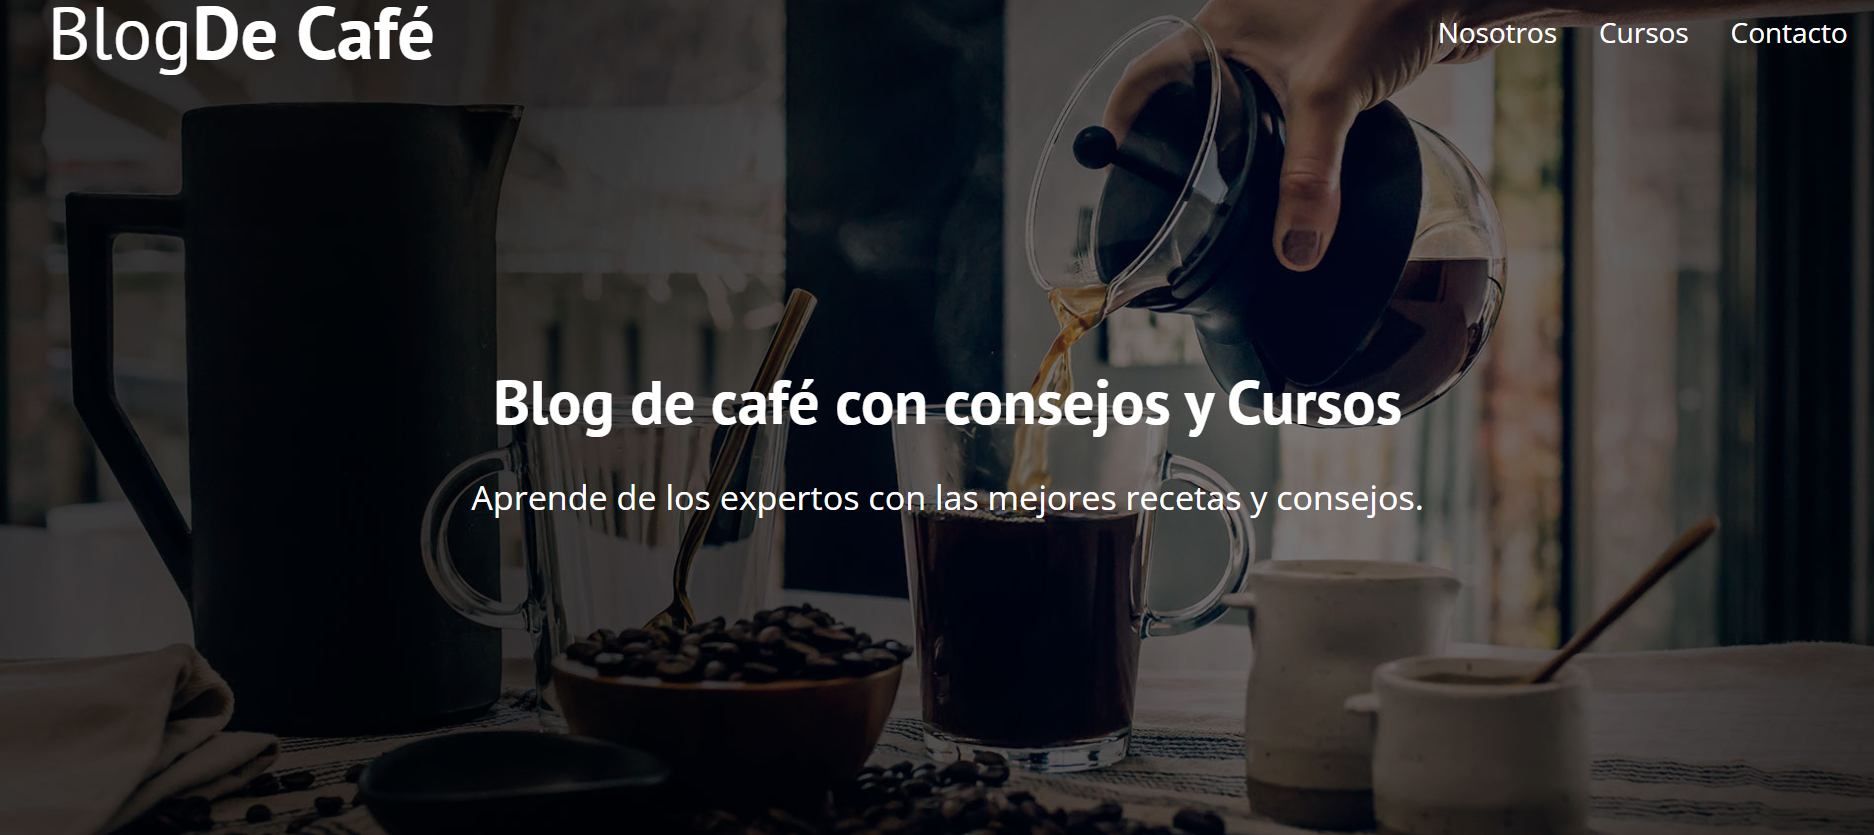 BlogDe Café
Nosotros Cursos Contacto
Blog de café con consejos y Cursos
Aprende de los expertos con las mejores recetas y consejos.